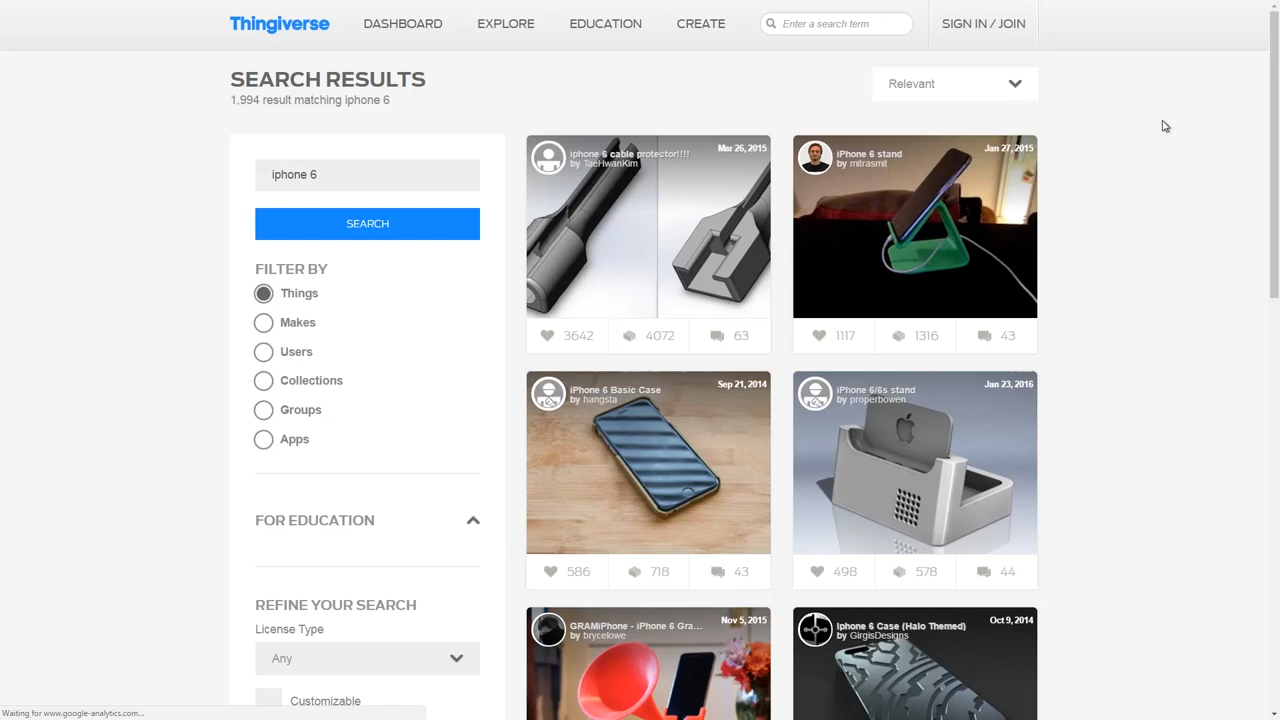 Thingiverse
DASHBOARD
EXPLORE
EDUCATION
CREATE
Enter a search term
SIGN IN / JOIN
SEARCH RESULTS
1,994 result matching iphone 6
Relevant
iphone 6
SEARCH
FILTER BY
Things
Makes
Users
Collections
Groups
Apps
FOR EDUCATION
REFINE YOUR SEARCH
License Type
Any
Customizable
iphone 6 cable protector!!!!
by TaeHwanKim
Mar 26, 2015
3642
4072
63
iPhone 6 stand
by mitrasmit
Jan 27, 2015
1117
1316
43
iPhone 6 Basic Case
by hangsta
Sep 21, 2014
586
718
43
iPhone 6/6s stand
by properbowen
Jan 23, 2016
498
578
44
GRAMiPhone - iPhone 6 Gra...
by brycelowe
Nov 5, 2015
Iphone 6 Case (Halo Themed)
by GirgisDesigns
Oct 9, 2014
Waiting for www.google-analytics.com...